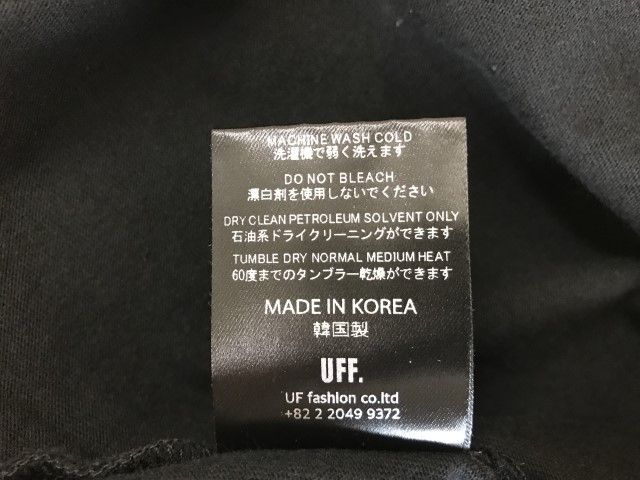 MACHINE WASH COLD
洗濯機で弱く洗えます
DO NOT BLEACH
漂白剤を使用しないでください
DRY CLEAN PETROLEUM SOLVENT ONLY
石油系ドライクリーニングができます
TUMBLE DRY NORMAL MEDIUM HEAT
60度までのタンブラー乾燥ができます
MADE IN KOREA
韓国製
UFF.
UF fashion co.ltd
+82 2 2049 9372